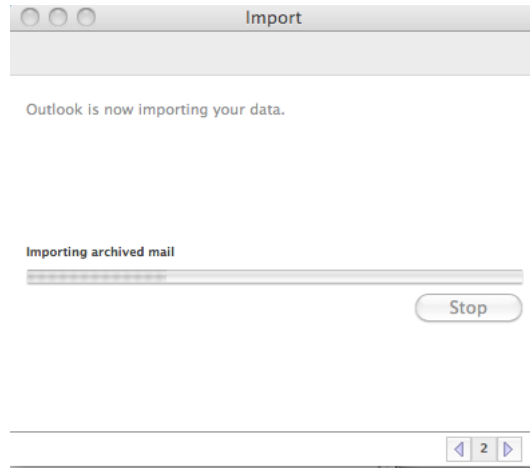 Import
Outlook is now importing your data.
Importing archived mail
Stop
2